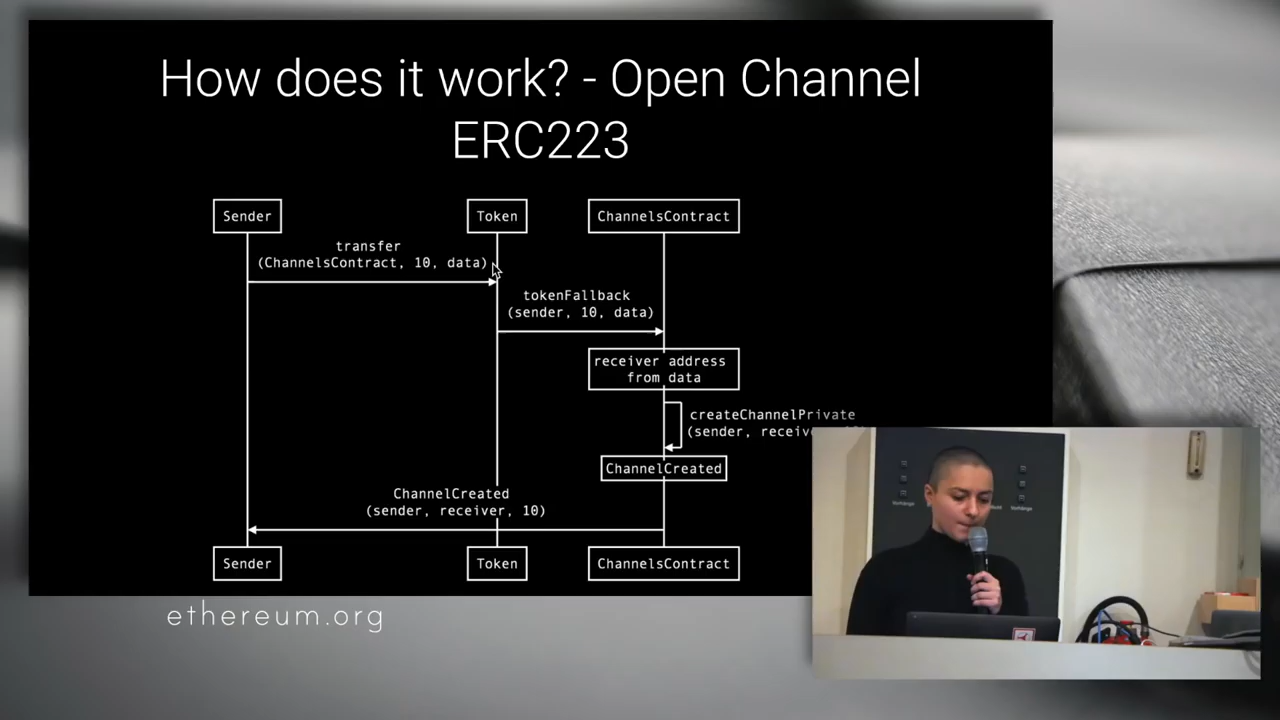 How does it work? - Open Channel
ERC223
Sender
Token
ChannelsContract
transfer
(ChannelsContract, 10, data)
tokenFallback
(sender, 10, data)
receiver address
from data
createChannelPrivate
(sender,
ChannelCreated
ChannelCreated
(sender, receiver, 10)
Sender
Token
ChannelsContract
ethereum.org